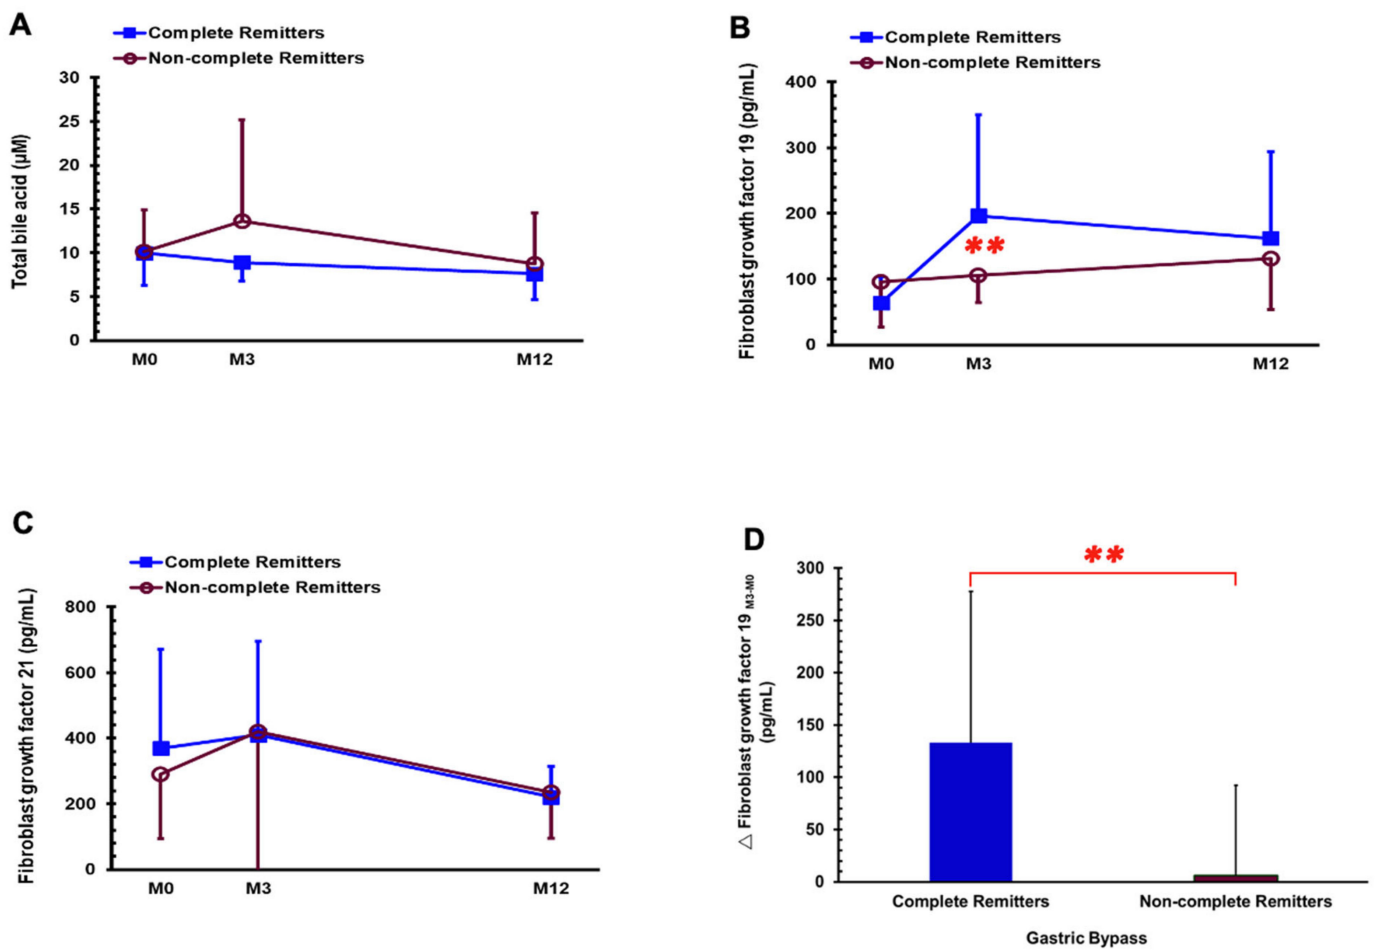 A
Complete Remitters
Non-complete Remitters
Total bile acid (µM)
30
25
20
15
10
5
0
M0 M3 M12
B
Complete Remitters
Non-complete Remitters
Fibroblast growth factor 19 (pg/mL)
400
300
200
100
0
**
M0 M3 M12
C
Complete Remitters
Non-complete Remitters
Fibroblast growth factor 21 (pg/mL)
800
600
400
200
0
M0 M3 M12
D
**
△ Fibroblast growth factor 19 M3-M0
(pg/mL)
300
250
200
150
100
50
0
Complete Remitters Non-complete Remitters
Gastric Bypass